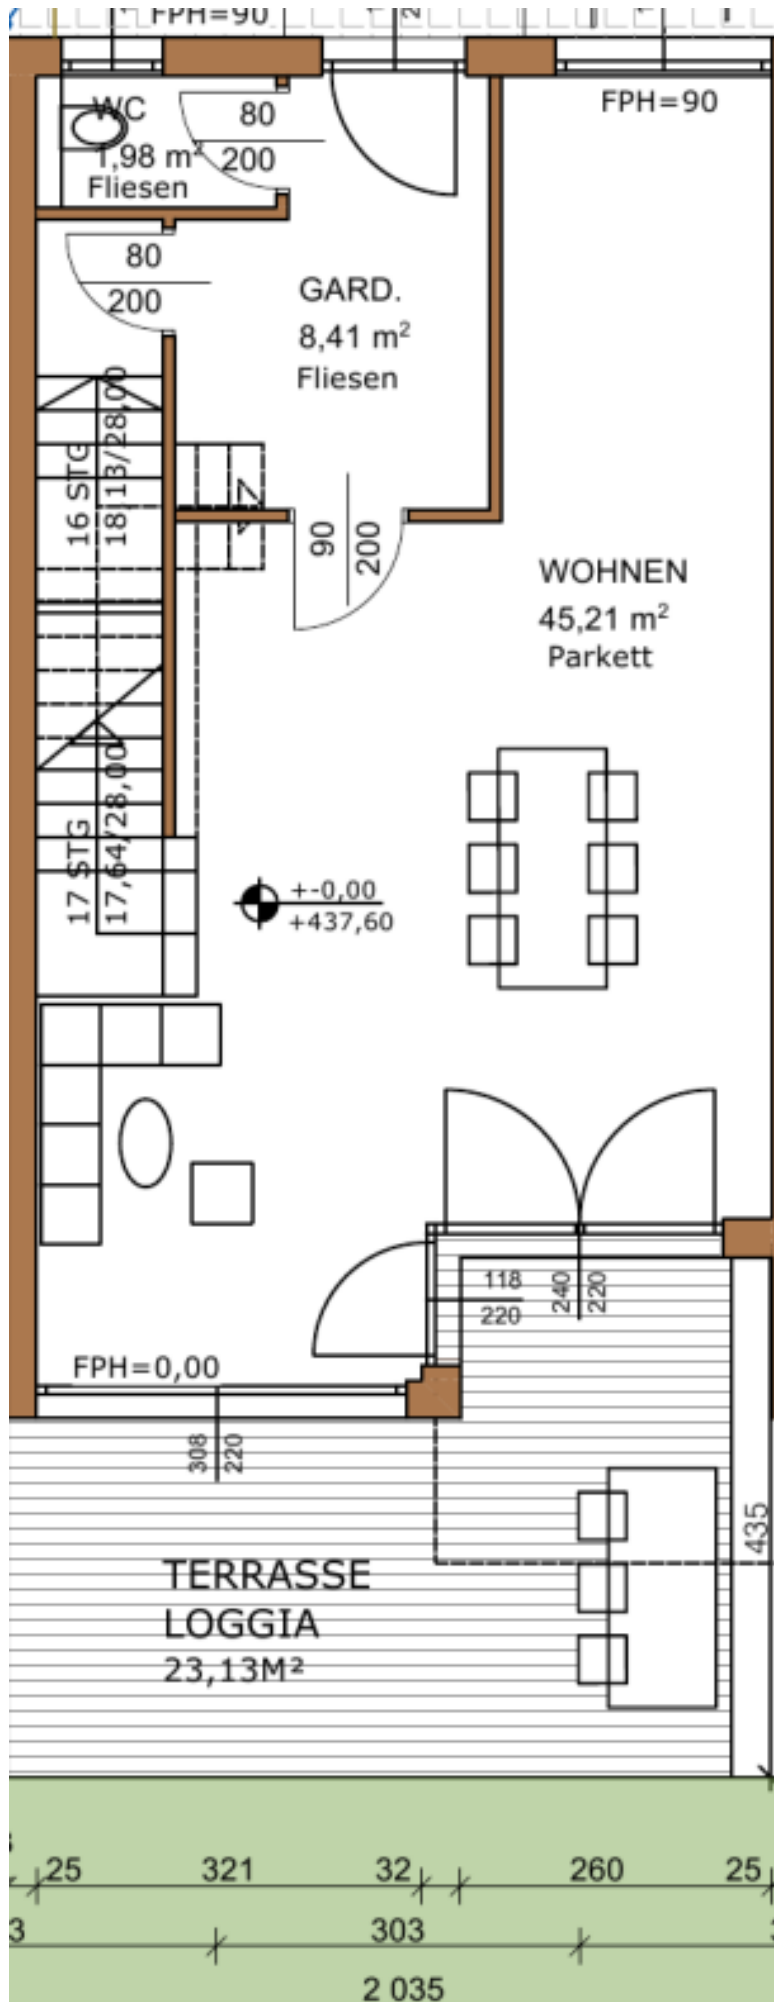 FPH=90
WC
1,98 m²
Fliesen
80
200
FPH=90
80
200
GARD.
8,41 m²
Fliesen
16 STG
18,13/28,00
90
200
WOHNEN
45,21 m²
Parkett
17 STG
17,64/28,00
+-0,00
+437,60
118
220
240
220
FPH=0,00
308
220
435
TERRASSE
LOGGIA
23,13M²
25
321
32
260
25
3
303
2 035